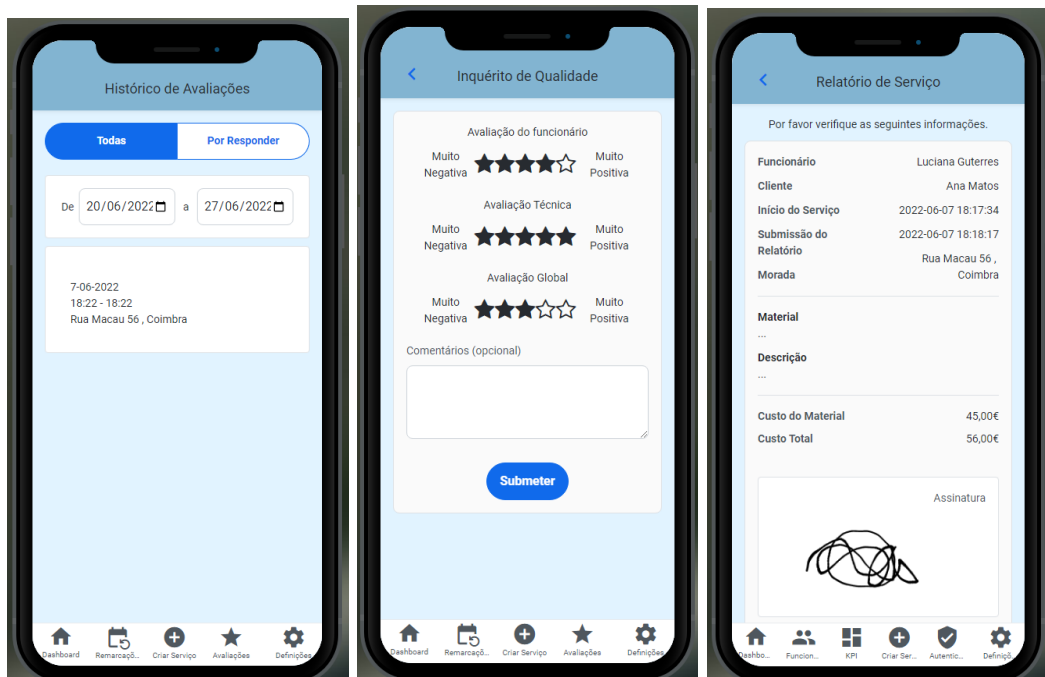 Histórico de Avaliações
Todas
Por Responder
De 20/06/2022 a 27/06/2022
7-06-2022
18:22 - 18:22
Rua Macau 56 , Coimbra
Dashboard Remarcaçõ... Criar Serviço Avaliações Definições
Inquérito de Qualidade
Avaliação do funcionário
Muito Negativa
Muito Positiva
Avaliação Técnica
Muito Negativa
Muito Positiva
Avaliação Global
Muito Negativa
Muito Positiva
Comentários (opcional)
Submeter
Dashboard Remarcaçõ... Criar Serviço Avaliações Definições
Relatório de Serviço
Por favor verifique as seguintes informações.
Funcionário Luciana Guterres
Cliente Ana Matos
Início do Serviço 2022-06-07 18:17:34
Submissão do Relatório 2022-06-07 18:18:17
Morada Rua Macau 56 , Coimbra
Material
...
Descrição
...
Custo do Material 45,00€
Custo Total 56,00€
Assinatura
Dashbo... Funcion... KPI Criar Ser... Autentic... Definiçõ...